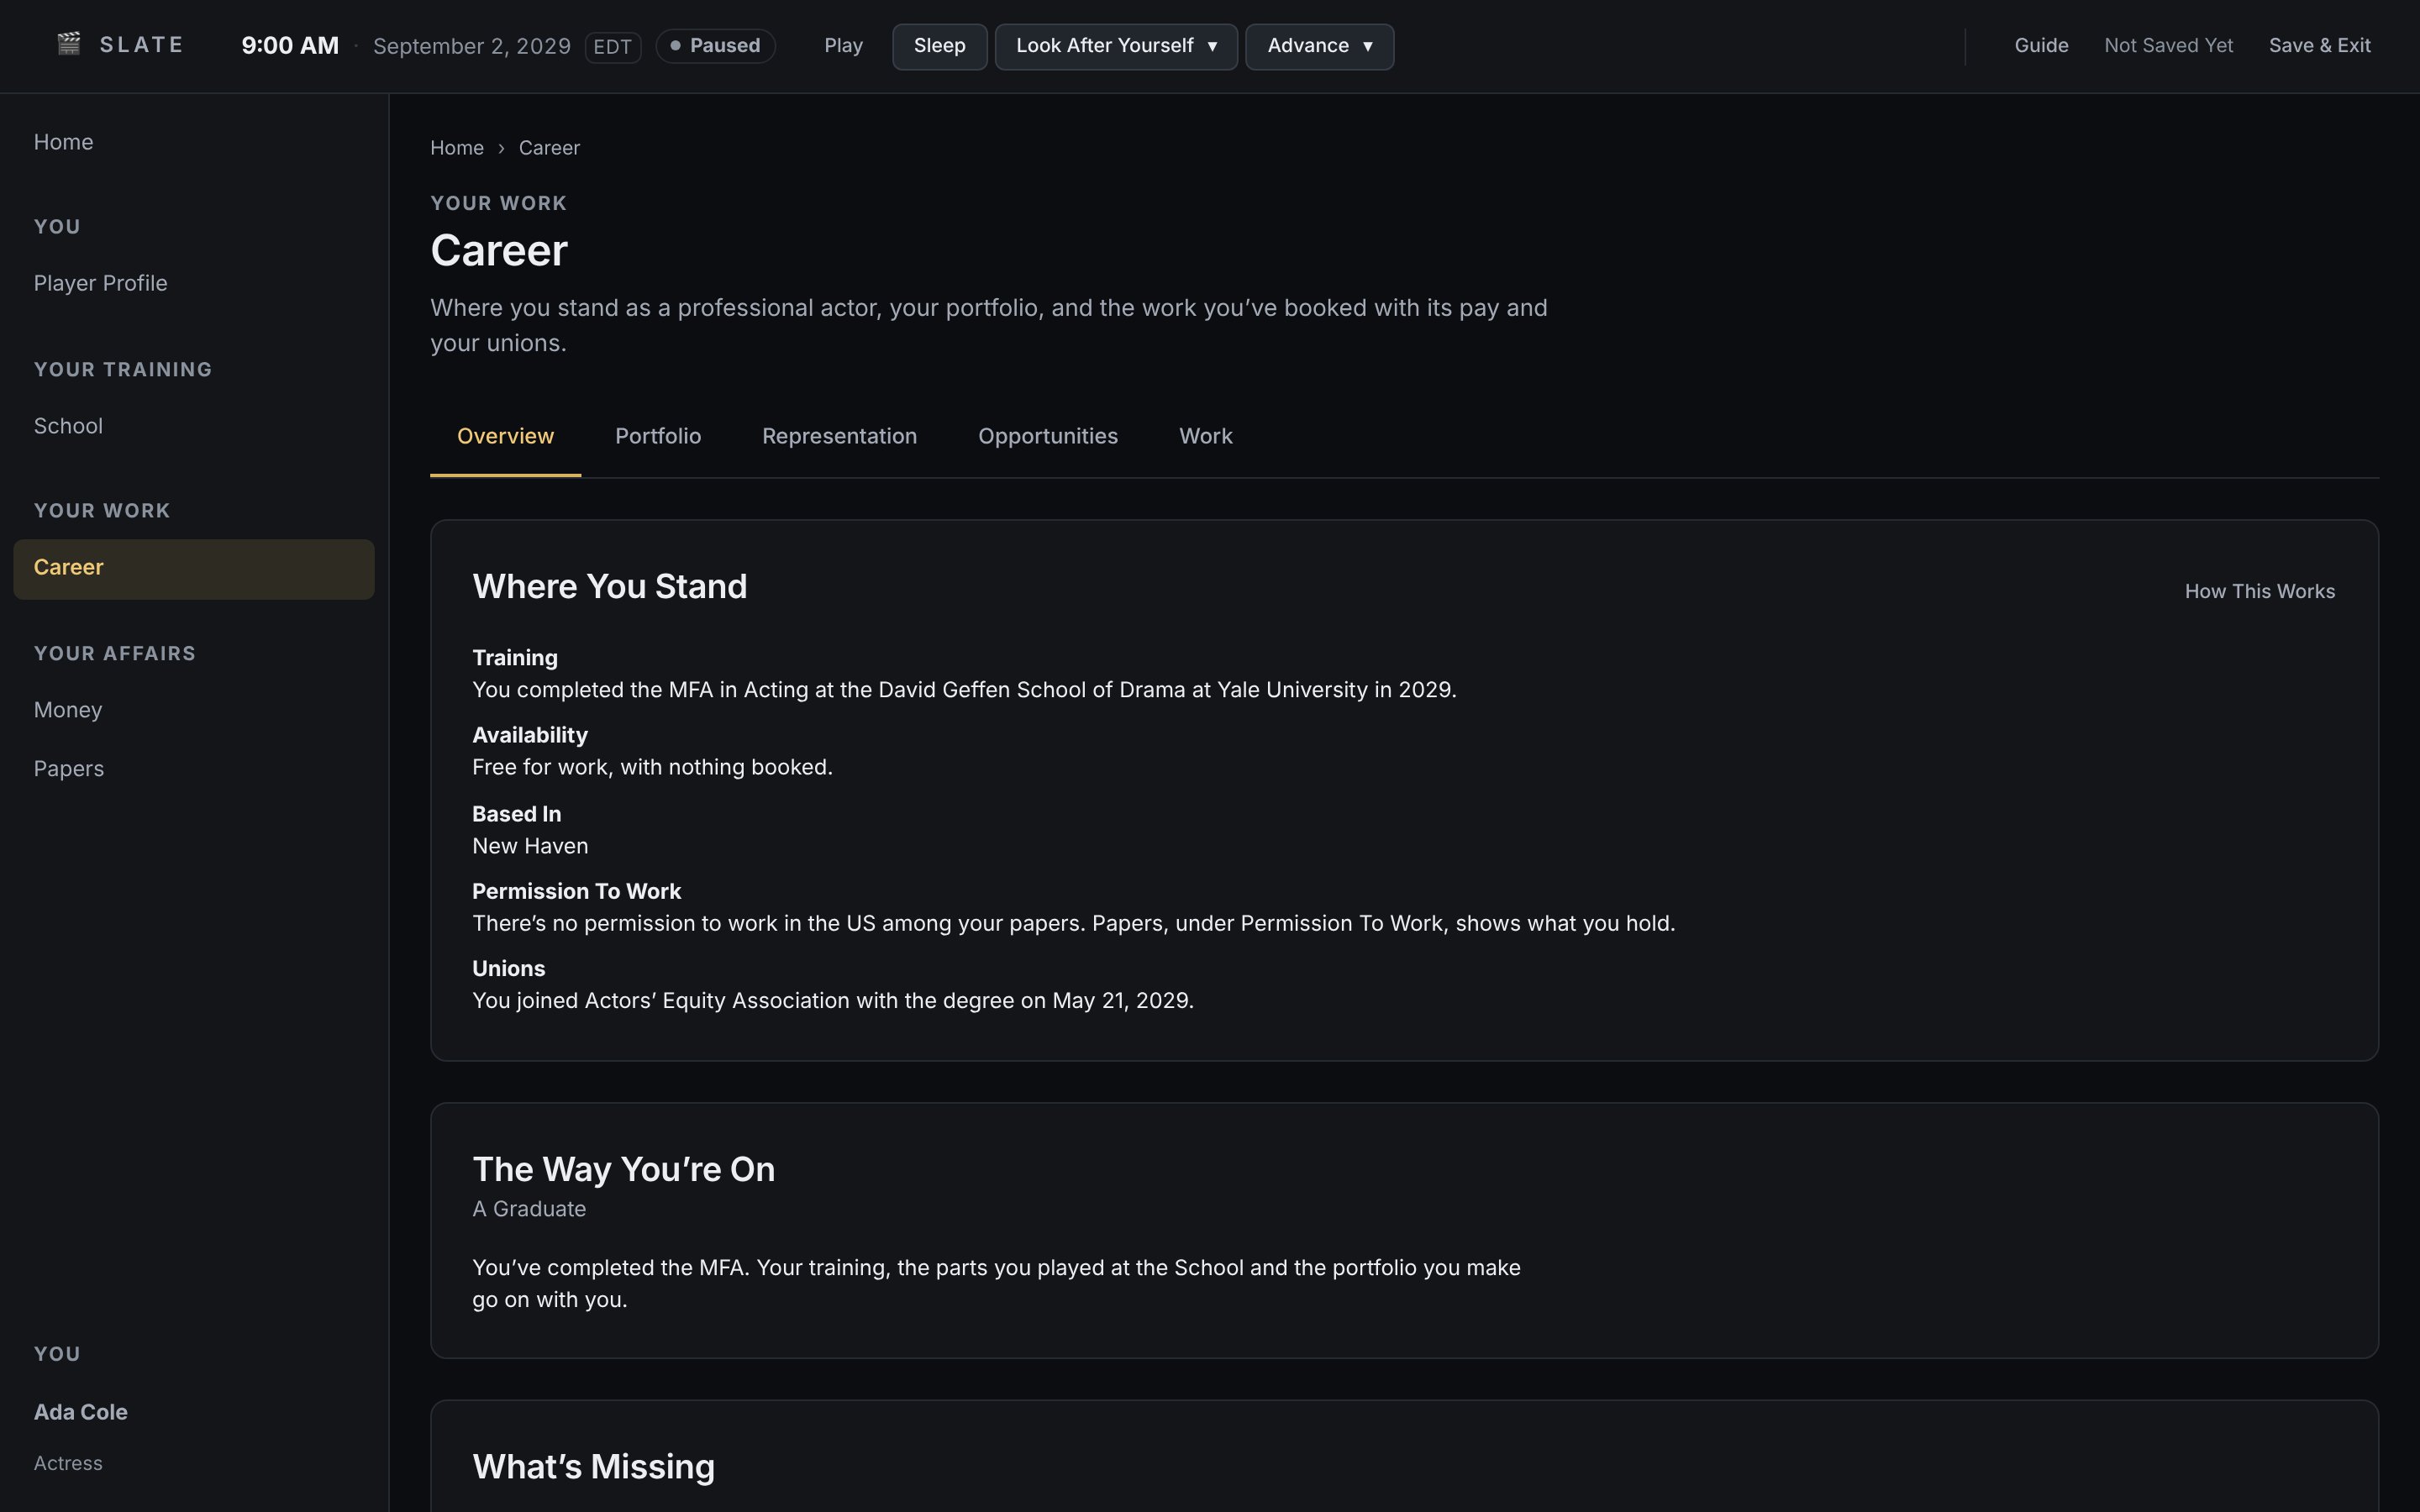 SLATE
9:00 AM · September 2, 2029 EDT Paused Play Sleep Look After Yourself ▾ Advance ▾ Guide Not Saved Yet Save & Exit
Home
YOU
Player Profile
YOUR TRAINING
School
YOUR WORK
Career
YOUR AFFAIRS
Money
Papers
YOU
Ada Cole
Actress
Home › Career
YOUR WORK
Career
Where you stand as a professional actor, your portfolio, and the work you’ve booked with its pay and
your unions.
Overview Portfolio Representation Opportunities Work
Where You Stand
How This Works
Training
You completed the MFA in Acting at the David Geffen School of Drama at Yale University in 2029.
Availability
Free for work, with nothing booked.
Based In
New Haven
Permission To Work
There’s no permission to work in the US among your papers. Papers, under Permission To Work, shows what you hold.
Unions
You joined Actors’ Equity Association with the degree on May 21, 2029.
The Way You’re On
A Graduate
You’ve completed the MFA. Your training, the parts you played at the School and the portfolio you make
go on with you.
What’s Missing